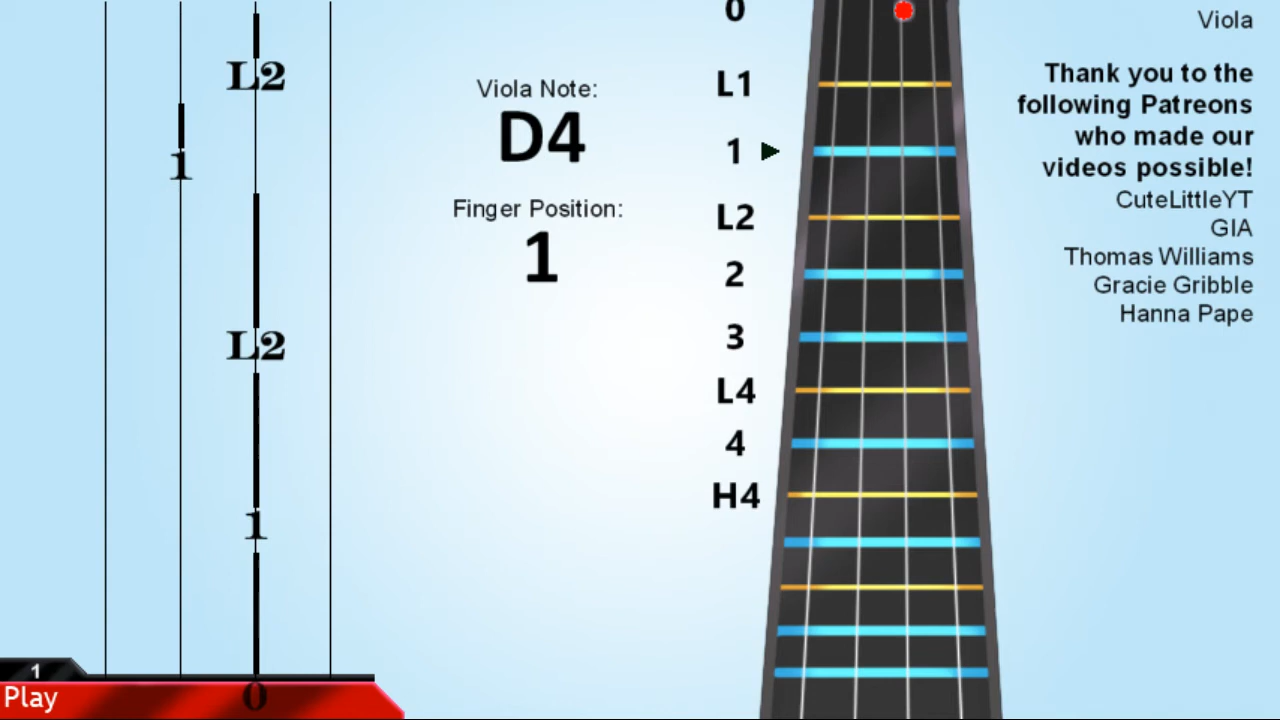 L2
1
L2
1
0
1
Play
Viola Note:
D4
Finger Position:
1
0
L1
1
L2
2
3
L4
4
H4
Viola
Thank you to the
following Patreons
who made our
videos possible!
CuteLittleYT
GIA
Thomas Williams
Gracie Gribble
Hanna Pape